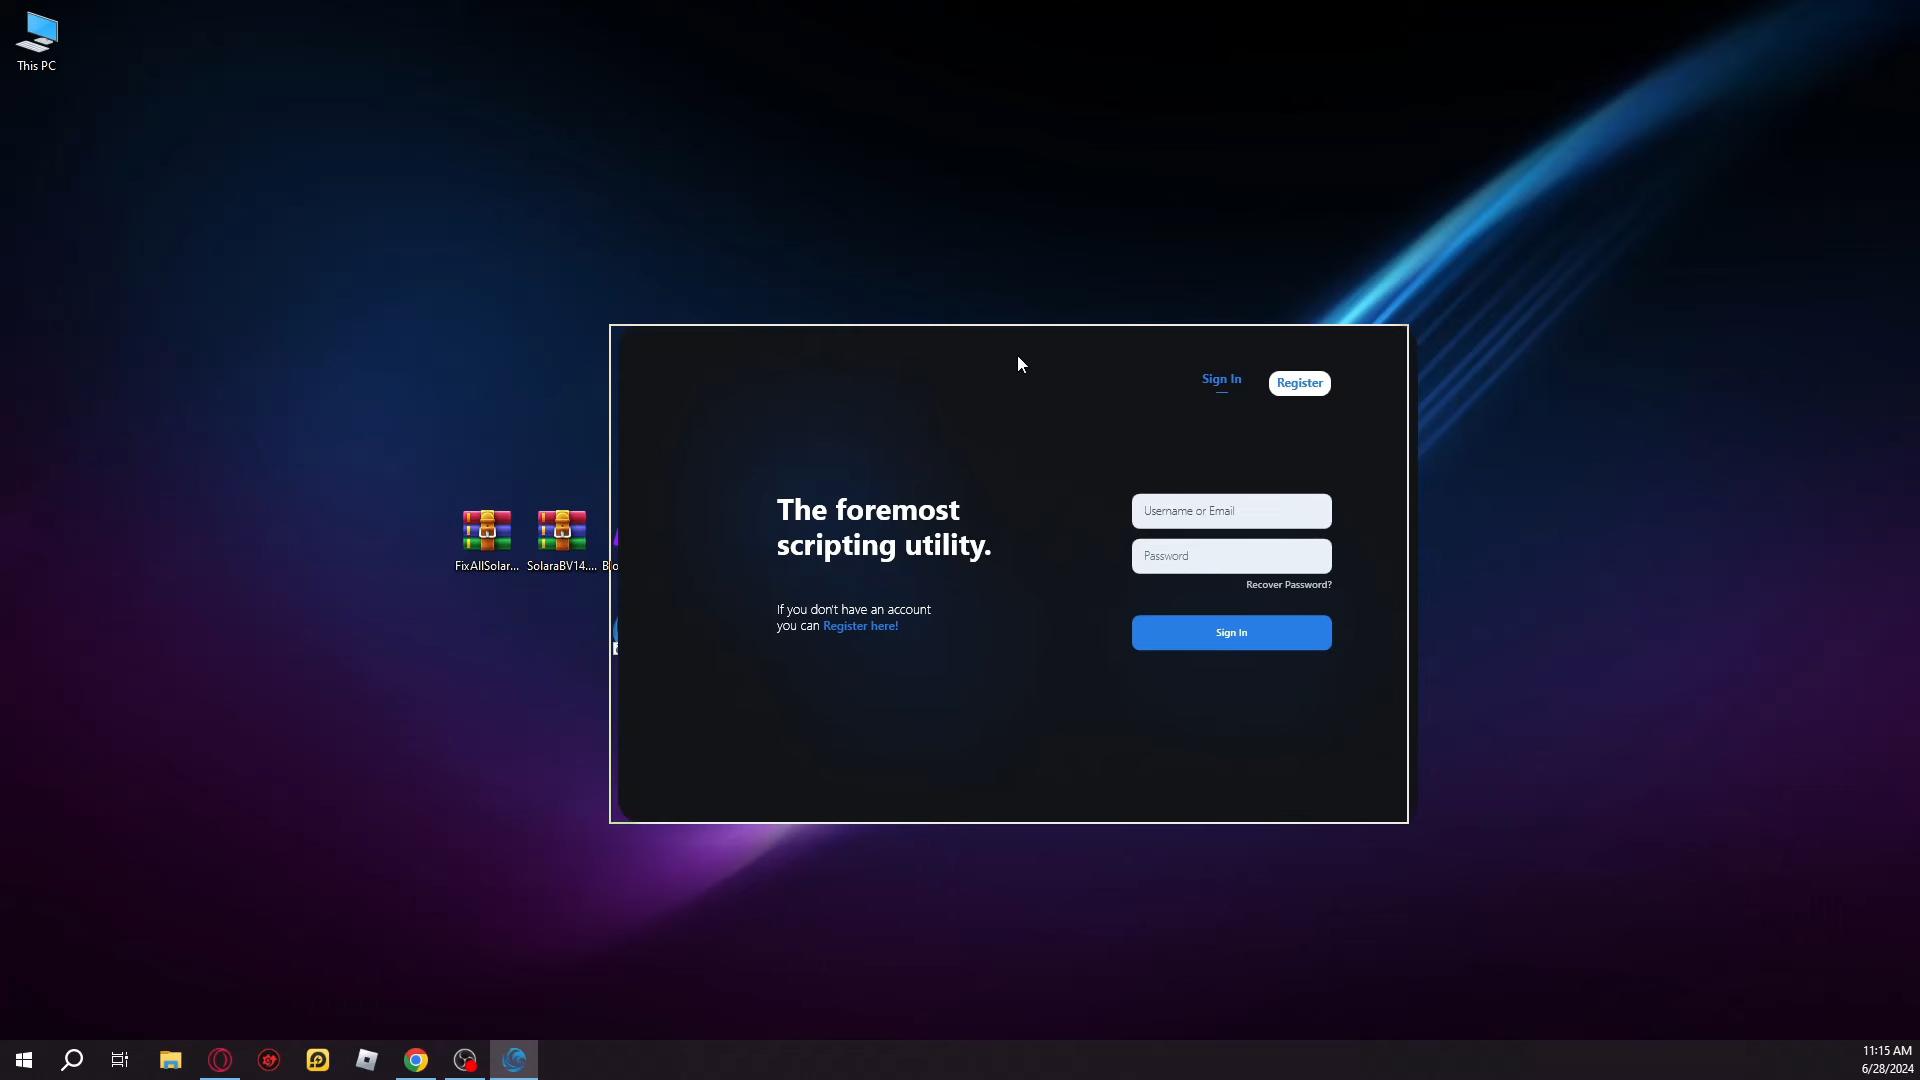 This PC
Sign In
Register
The foremost
scripting utility.
Username or Email
Password
Recover Password?
If you don't have an account
you can Register here!
Sign In
FixAllSolar...
SolaraBV14....
Blo
11:15 AM
6/28/2024